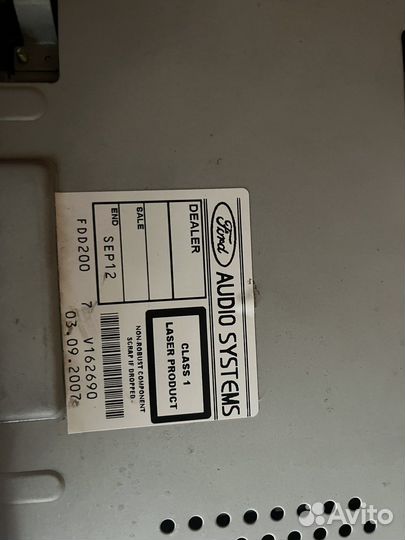 Ford AUDIO SYSTEMS
DEALER
SALE
END SEP12
CLASS 1
LASER PRODUCT
NON.ROBUST COMPONENT
SCRAP IF DROPPED.
FDD200 7 V162690
03.09.2007
Avito